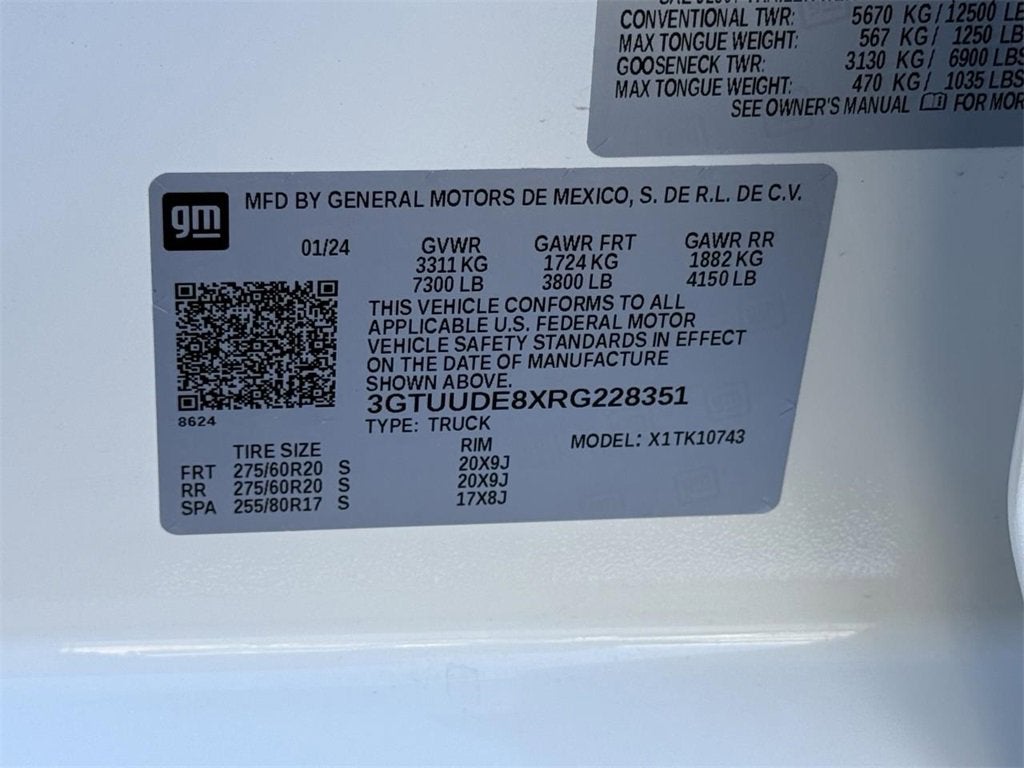 CONVENTIONAL TWR: 5670 KG/12500 LB
MAX TONGUE WEIGHT: 567 KG/ 1250 LB
GOOSENECK TWR: 3130 KG/ 6900 LBS
MAX TONGUE WEIGHT: 470 KG/ 1035 LBS
SEE OWNER'S MANUAL FOR MOR
gm
MFD BY GENERAL MOTORS DE MEXICO, S. DE R.L. DE C.V.
01/24 GVWR GAWR FRT GAWR RR
3311 KG 1724 KG 1882 KG
7300 LB 3800 LB 4150 LB
THIS VEHICLE CONFORMS TO ALL
APPLICABLE U.S. FEDERAL MOTOR
VEHICLE SAFETY STANDARDS IN EFFECT
ON THE DATE OF MANUFACTURE
SHOWN ABOVE.
3GTUUDE8XRG228351
8624
TYPE: TRUCK
MODEL: X1TK10743
TIRE SIZE RIM
FRT 275/60R20 S 20X9J
RR 275/60R20 S 20X9J
SPA 255/80R17 S 17X8J